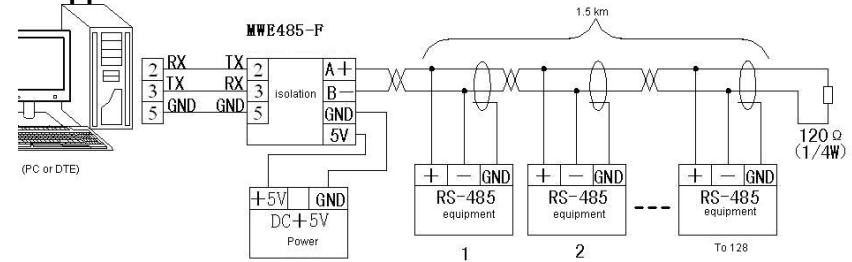 1.5 km
MWE485-F
2 RX TX 2
3 TX RX 3
5 GND GND 5
isolation
A+
B-
GND
5V
(PC or DTE)
+5V GND
DC+5V
Power
+ - GND
RS-485
equipment
1
+ - GND
RS-485
equipment
2
+ - GND
RS-485
equipment
To 128
120Ω
(1/4W)